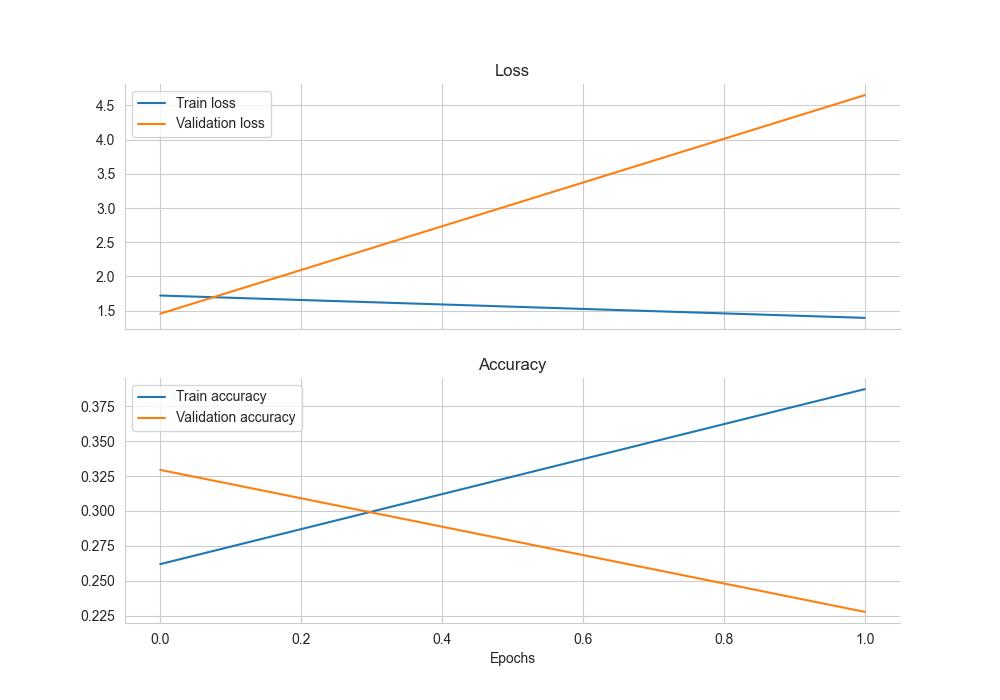 Loss
Train loss
Validation loss
4.5
4.0
3.5
3.0
2.5
2.0
1.5
Accuracy
Train accuracy
Validation accuracy
0.375
0.350
0.325
0.300
0.275
0.250
0.225
0.0 0.2 0.4 0.6 0.8 1.0
Epochs